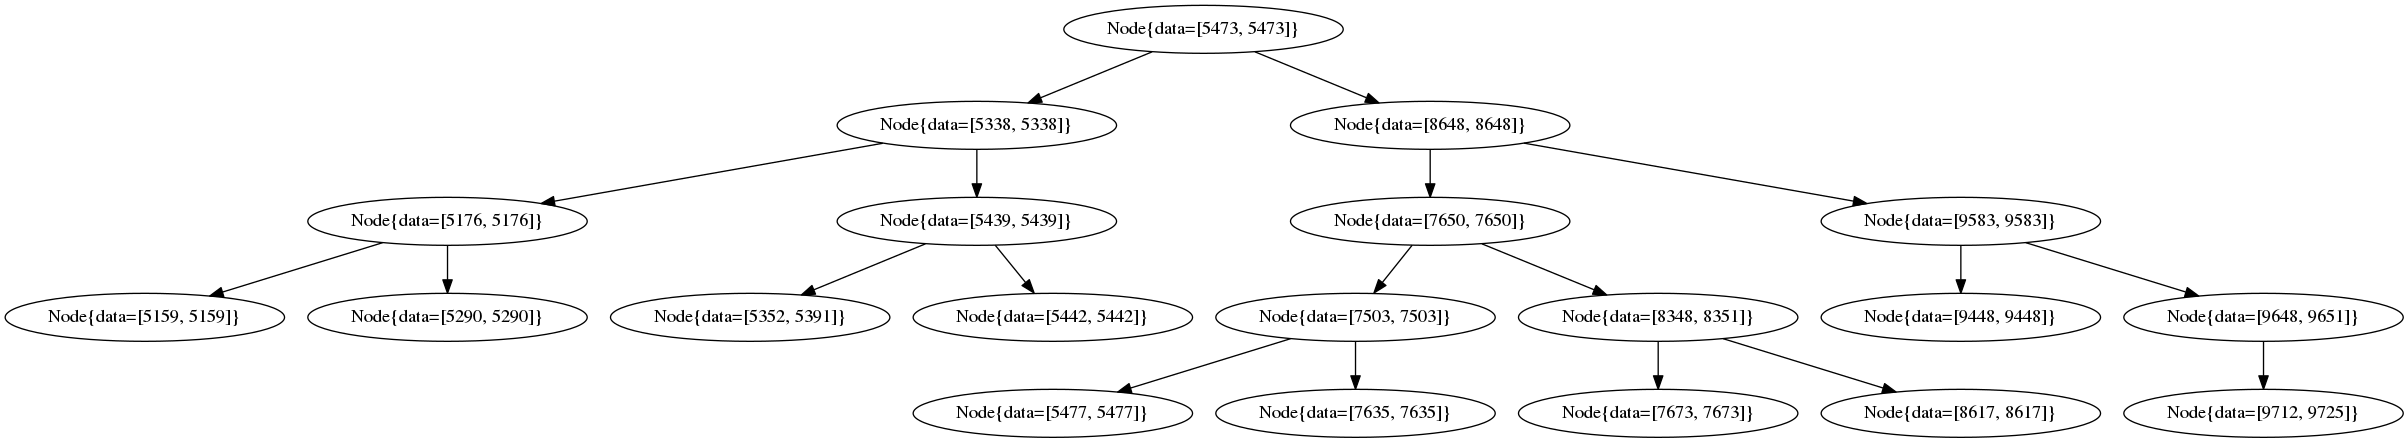 Node{data=[5473, 5473]}
Node{data=[5338, 5338]}
Node{data=[8648, 8648]}
Node{data=[5176, 5176]}
Node{data=[5439, 5439]}
Node{data=[7650, 7650]}
Node{data=[9583, 9583]}
Node{data=[5159, 5159]}
Node{data=[5290, 5290]}
Node{data=[5352, 5391]}
Node{data=[5442, 5442]}
Node{data=[7503, 7503]}
Node{data=[8348, 8351]}
Node{data=[9448, 9448]}
Node{data=[9648, 9651]}
Node{data=[5477, 5477]}
Node{data=[7635, 7635]}
Node{data=[7673, 7673]}
Node{data=[8617, 8617]}
Node{data=[9712, 9725]}